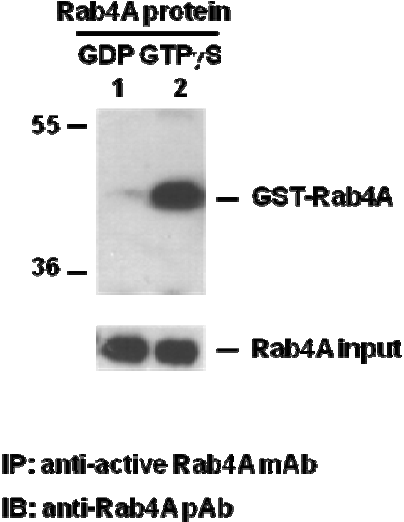 Rab4A protein
GDP GTPγS
1 2
55
GST-Rab4A
36
Rab4A input
IP: anti-active Rab4A mAb
IB: anti-Rab4A pAb